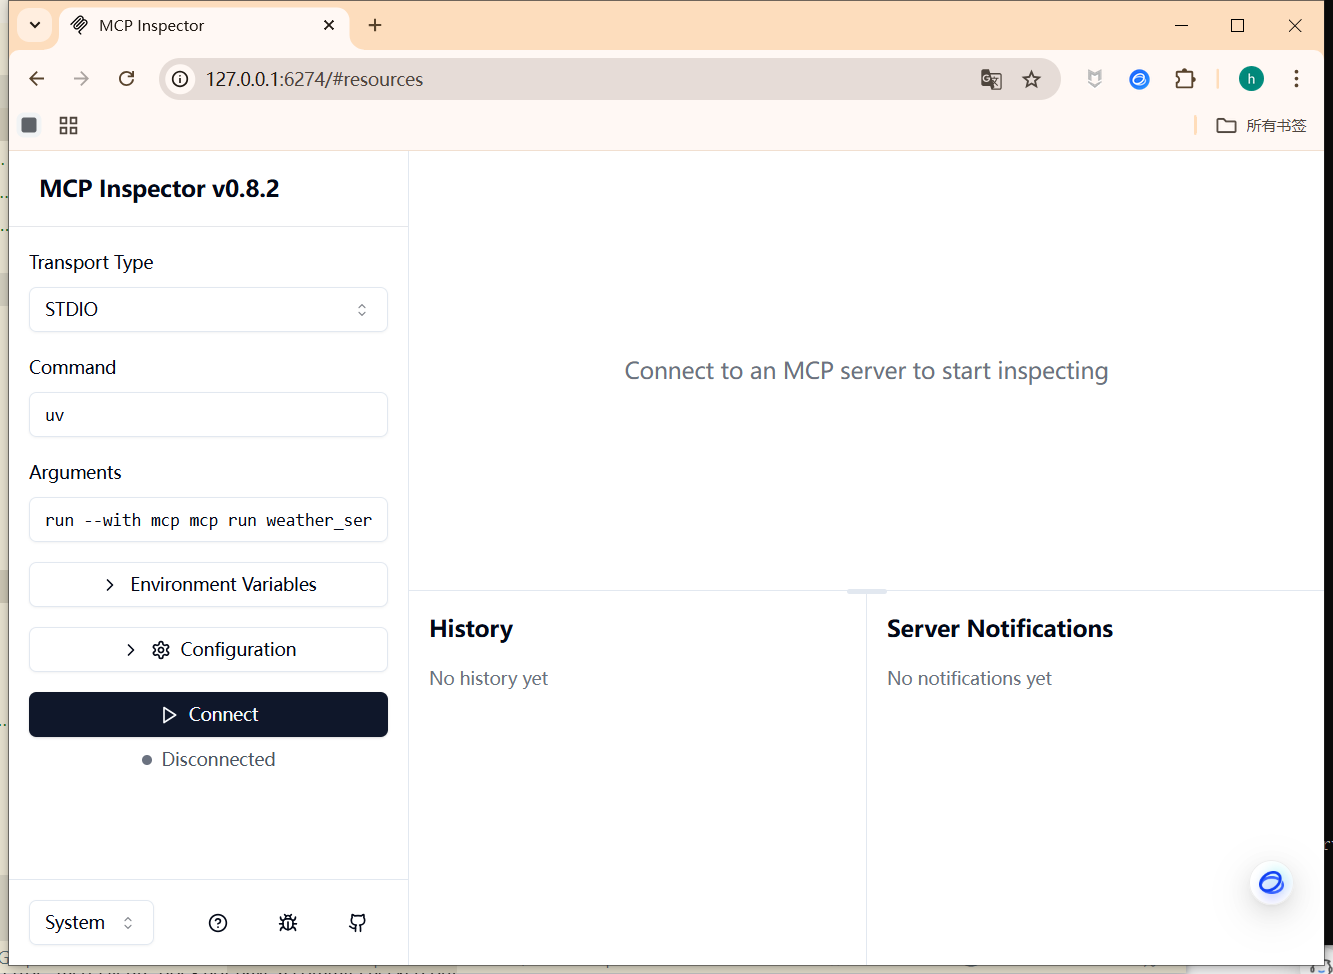 MCP Inspector
127.0.0.1:6274/#resources
h
所有书签
MCP Inspector v0.8.2
Transport Type
STDIO
Command
uv
Arguments
run --with mcp mcp run weather_ser
Environment Variables
Configuration
Connect
Disconnected
System
Connect to an MCP server to start inspecting
History
No history yet
Server Notifications
No notifications yet